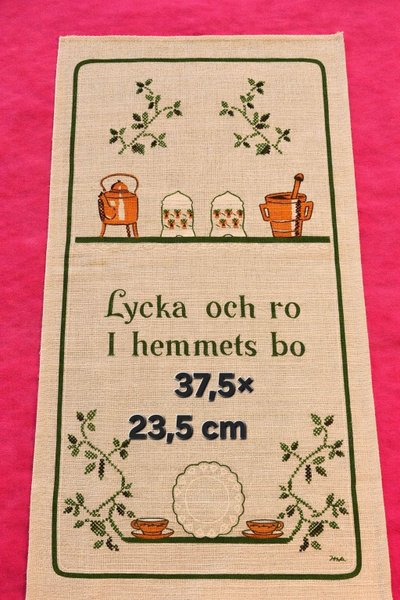 Lycka och ro
I hemmets bo
37,5×
23,5 cm